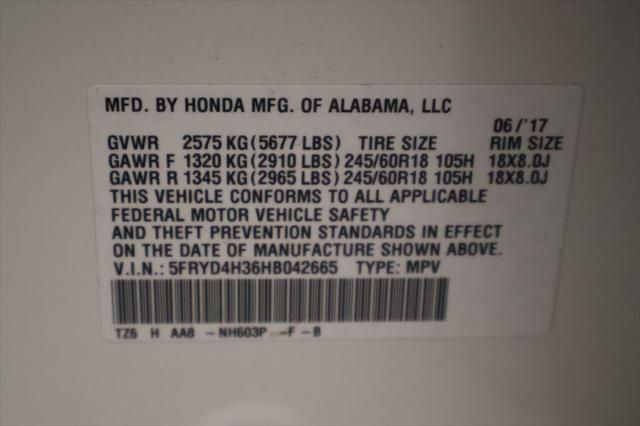 MFD. BY HONDA MFG. OF ALABAMA, LLC
06/'17
GVWR 2575 KG(5677 LBS) TIRE SIZE RIM SIZE
GAWR F 1320 KG(2910 LBS)245/60R18 105H 18X8.0J
GAWR R 1345 KG(2965 LBS)245/60R18 105H 18X8.0J
THIS VEHICLE CONFORMS TO ALL APPLICABLE
FEDERAL MOTOR VEHICLE SAFETY
AND THEFT PREVENTION STANDARDS IN EFFECT
ON THE DATE OF MANUFACTURE SHOWN ABOVE.
V.I.N.: 5FRYD4H36HB042665 TYPE: MPV
TZ6 H AA8 - NH603P -F - B